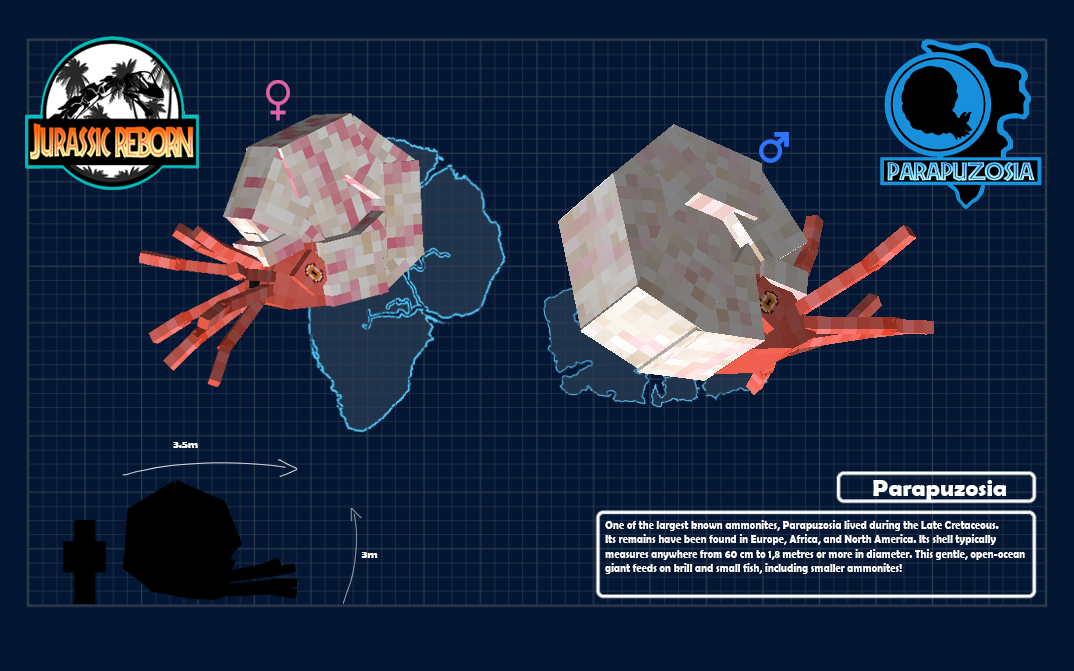 JURASSIC REBORN
PARAPUZOSIA
3.5m
3m
Parapuzosia
One of the largest known ammonites, Parapuzosia lived during the Late Cretaceous.
Its remains have been found in Europe, Africa, and North America. Its shell typically
measures anywhere from 60 cm to 1,8 metres or more in diameter. This gentle, open-ocean
giant feeds on krill and small fish, including smaller ammonites!